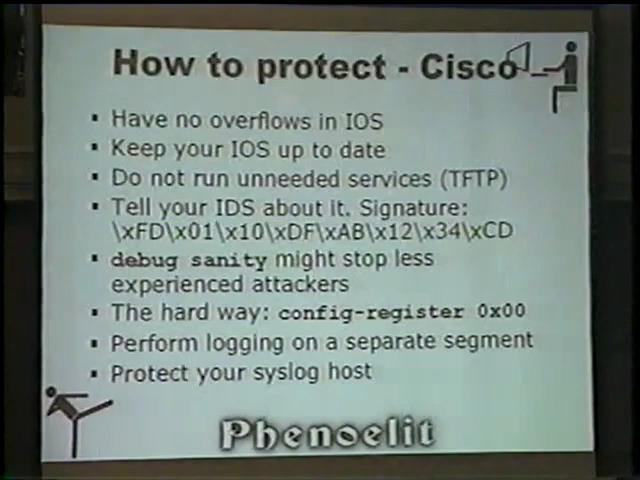 How to protect - Cisco
▪ Have no overflows in IOS
▪ Keep your IOS up to date
▪ Do not run unneeded services (TFTP)
▪ Tell your IDS about it. Signature:
\xFD\x01\x10\xDF\xAB\x12\x34\xCD
▪ debug sanity might stop less
experienced attackers
▪ The hard way: config-register 0x00
▪ Perform logging on a separate segment
▪ Protect your syslog host
Phenoelit